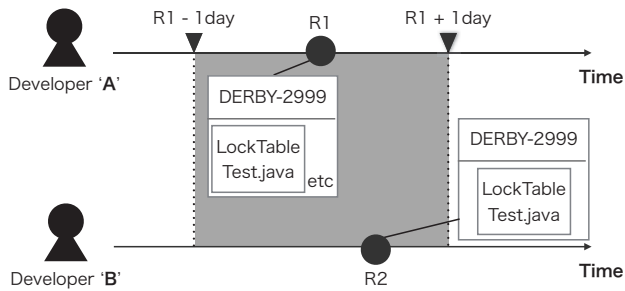 R1 - 1day
R1
R1 + 1day
Developer ‘A’
Time
DERBY-2999
LockTable
Test.java
etc
DERBY-2999
LockTable
Test.java
Developer ‘B’
R2
Time